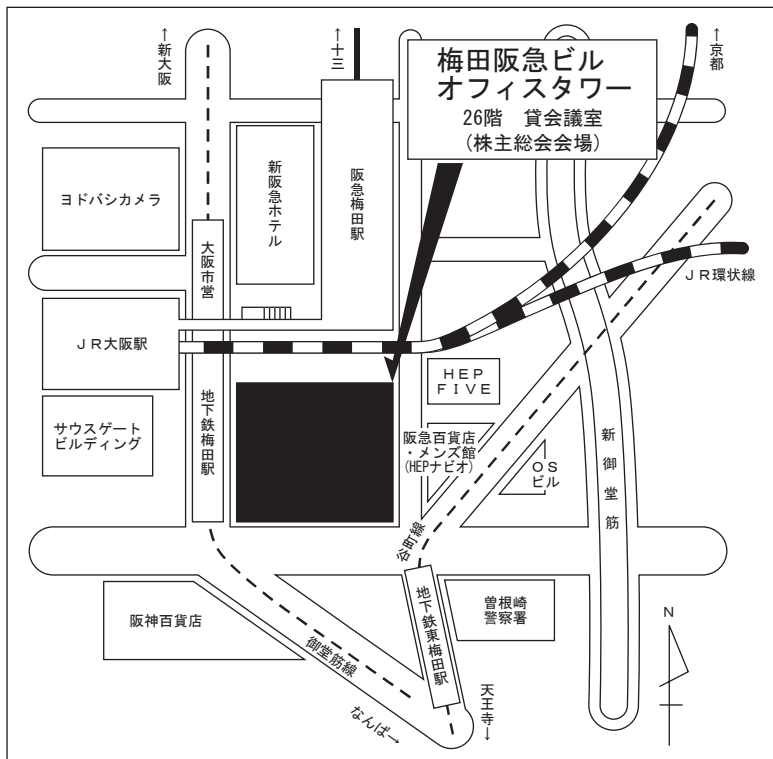 ↑新大阪
↑十三
↑京都
梅田阪急ビル
オフィスタワー
26階　貸会議室
(株主総会会場)
ヨドバシカメラ
新阪急ホテル
阪急梅田駅
大阪市営
地下鉄梅田駅
ＪＲ環状線
ＪＲ大阪駅
ＨＥＰ
ＦＩＶＥ
サウスゲート
ビルディング
阪急百貨店
・メンズ館
(HEPナビオ)
ＯＳ
ビル
新御堂筋
谷町線
阪神百貨店
御堂筋線
地下鉄東梅田駅
曽根崎
警察署
N
なんば→
天王寺→